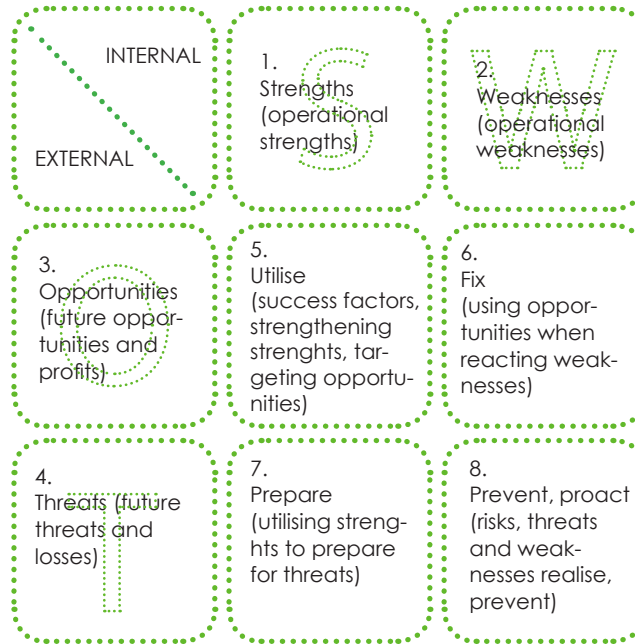 INTERNAL
EXTERNAL
1.
Strengths
(operational
strengths)
S
2.
Weaknesses
(operational
weaknesses)
W
3.
Opportunities
(future oppor-
tunities and
profits)
O
5.
Utilise
(success factors,
strengthening
strenghts, tar-
geting opportu-
nities)
6.
Fix
(using oppor-
tunities when
reacting weak-
nesses)
4.
Threats (future
threats and
losses)
T
7.
Prepare
(utilising streng-
hts to prepare
for threats)
8.
Prevent, proact
(risks, threats
and weak-
nesses realise,
prevent)